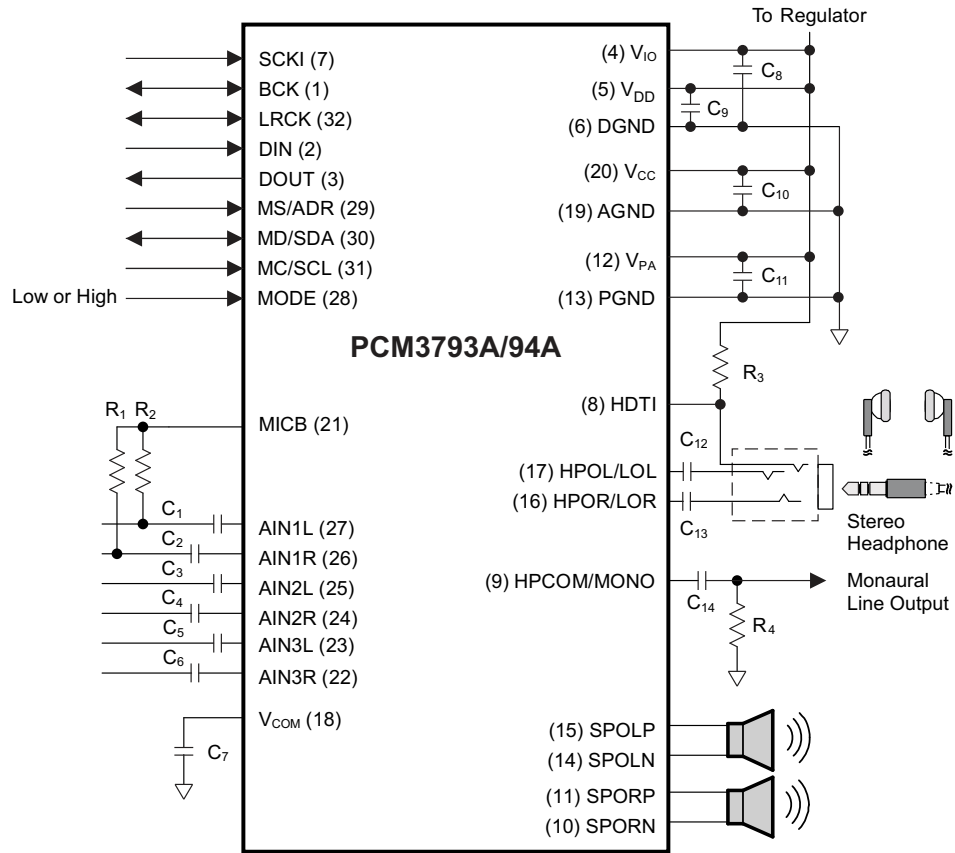 To Regulator
SCKI (7)
BCK (1)
LRCK (32)
DIN (2)
DOUT (3)
MS/ADR (29)
MD/SDA (30)
MC/SCL (31)
Low or High
MODE (28)
(4) VIO
C8
(5) VDD
C9
(6) DGND
(20) VCC
C10
(19) AGND
(12) VPA
C11
(13) PGND
PCM3793A/94A
R3
(8) HDTI
R1 R2
MICB (21)
C1
AIN1L (27)
C2
AIN1R (26)
C3
AIN2L (25)
C4
AIN2R (24)
C5
AIN3L (23)
C6
AIN3R (22)
VCOM (18)
C7
C12
(17) HPOL/LOL
(16) HPOR/LOR
C13
Stereo
Headphone
(9) HPCOM/MONO
C14
R4
Monaural
Line Output
(15) SPOLP
(14) SPOLN
(11) SPORP
(10) SPORN